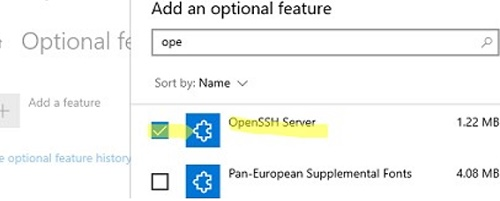 Add an optional feature
Optional fe
ope
Sort by: Name
Add a feature
OpenSSH Server 1.22 MB
e optional feature history
Pan-European Supplemental Fonts 4.08 MB